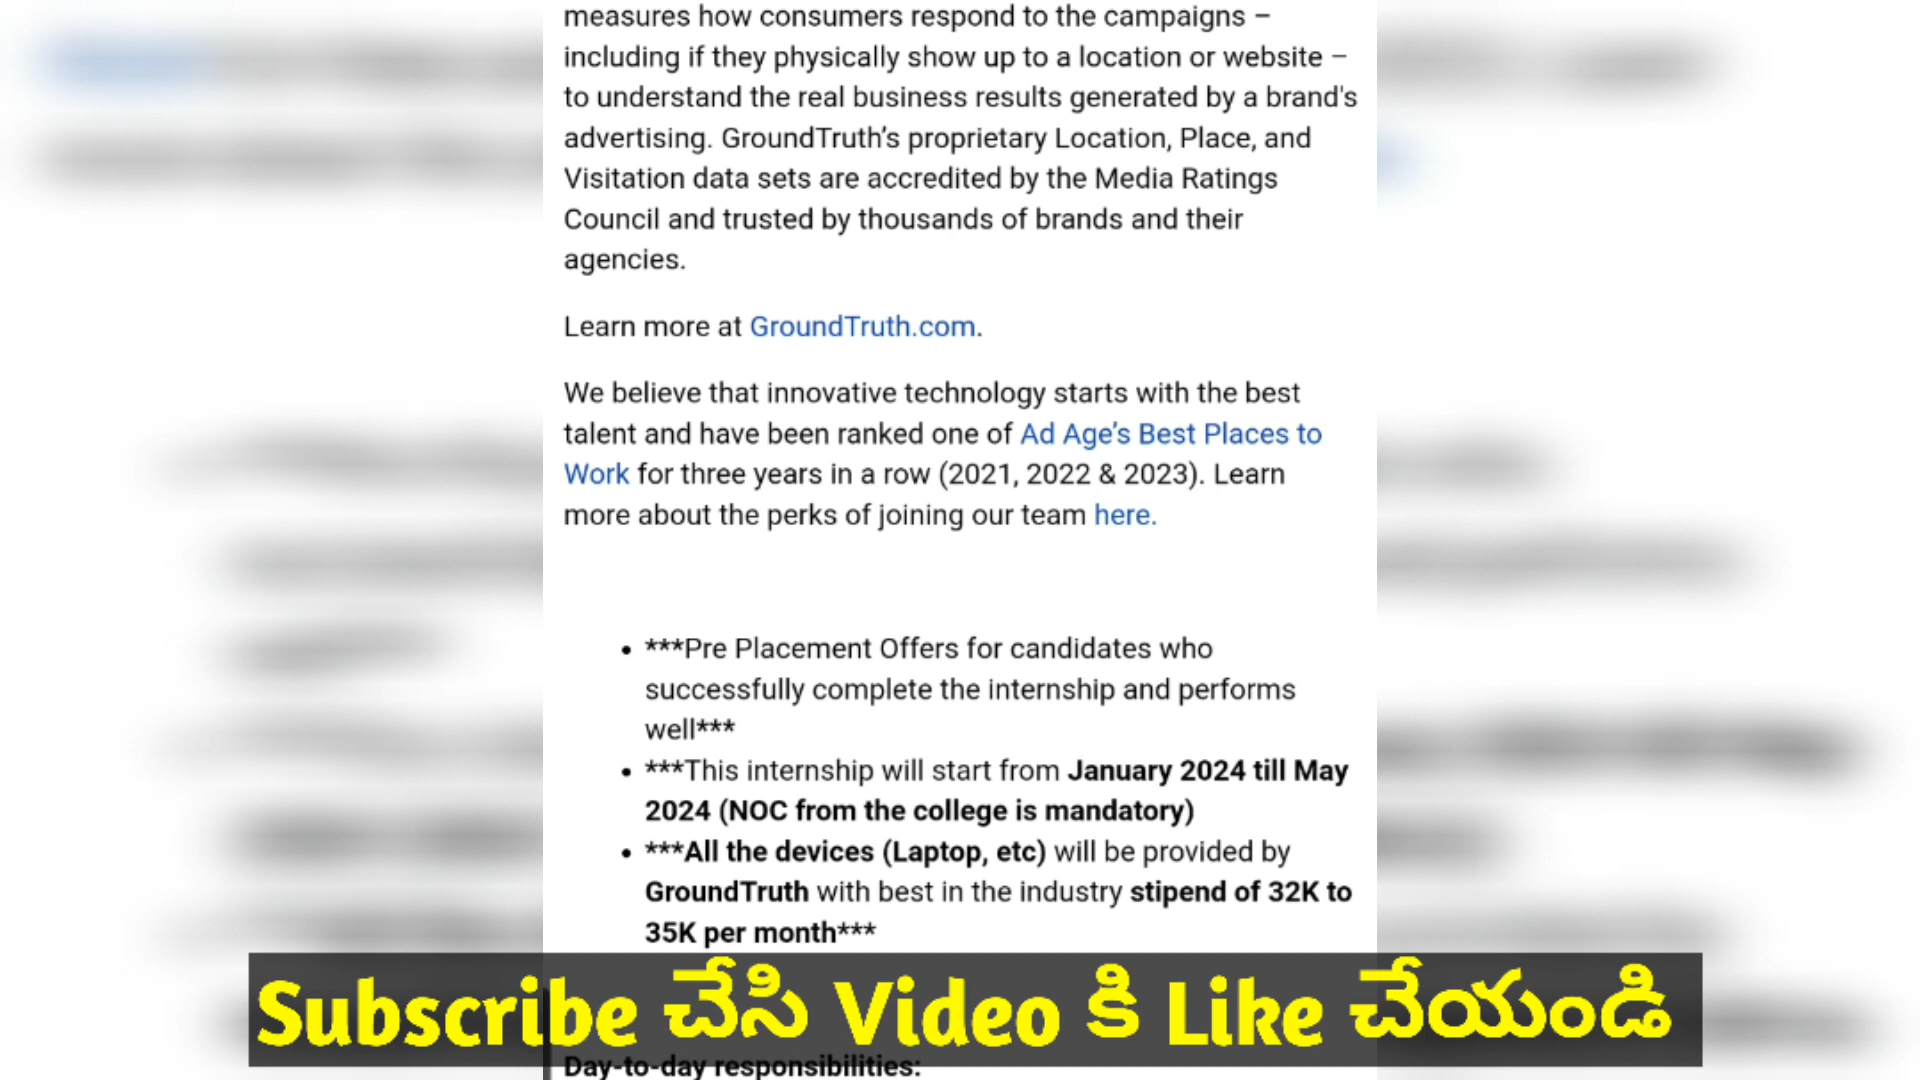 measures how consumers respond to the campaigns –
including if they physically show up to a location or website –
to understand the real business results generated by a brand's
advertising. GroundTruth’s proprietary Location, Place, and
Visitation data sets are accredited by the Media Ratings
Council and trusted by thousands of brands and their
agencies.
Learn more at GroundTruth.com.
We believe that innovative technology starts with the best
talent and have been ranked one of Ad Age’s Best Places to
Work for three years in a row (2021, 2022 & 2023). Learn
more about the perks of joining our team here.
• ***Pre Placement Offers for candidates who
successfully complete the internship and performs
well***
• ***This internship will start from January 2024 till May
2024 (NOC from the college is mandatory)
• ***All the devices (Laptop, etc) will be provided by
GroundTruth with best in the industry stipend of 32K to
35K per month***
Subscribe చేసి Video కి Like చేయండి
Day-to-day responsibilities: